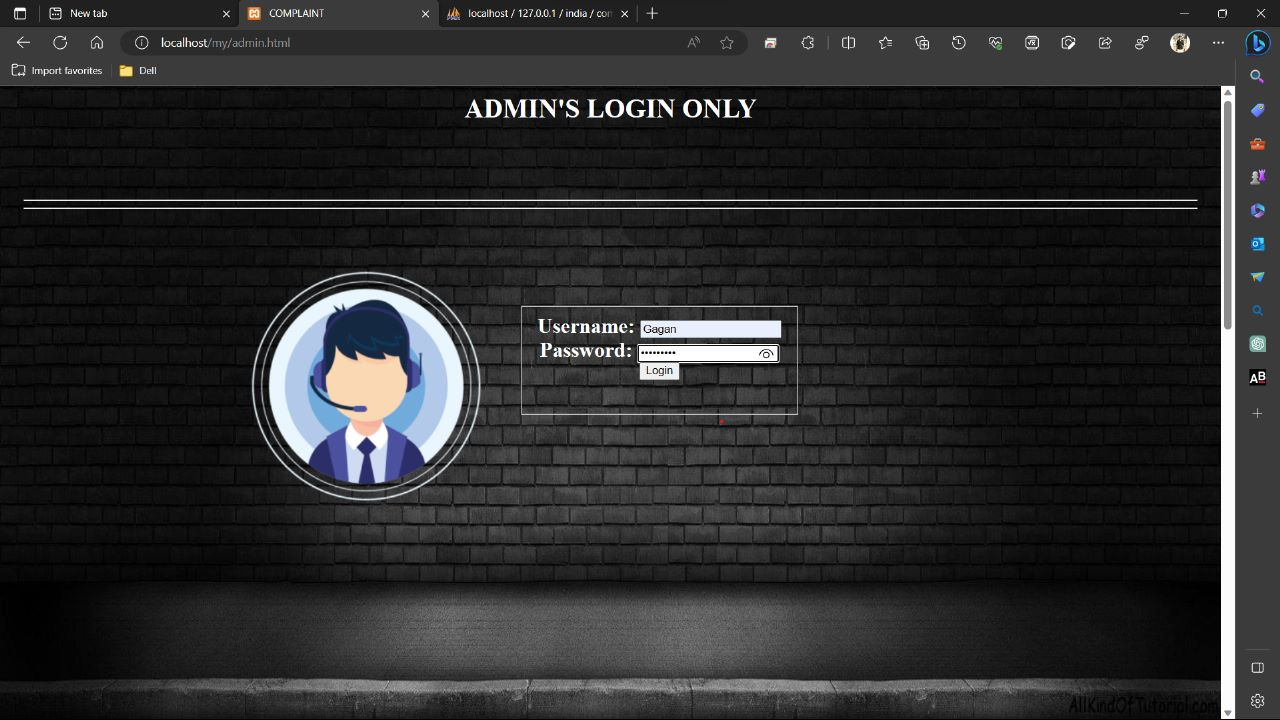 New tab
COMPLAINT
localhost / 127.0.0.1 / india / com
localhost/my/admin.html
Import favorites
Dell
ADMIN'S LOGIN ONLY
Username: Gagan
Password: •••••••••
Login
AllKindOfTutorial.com